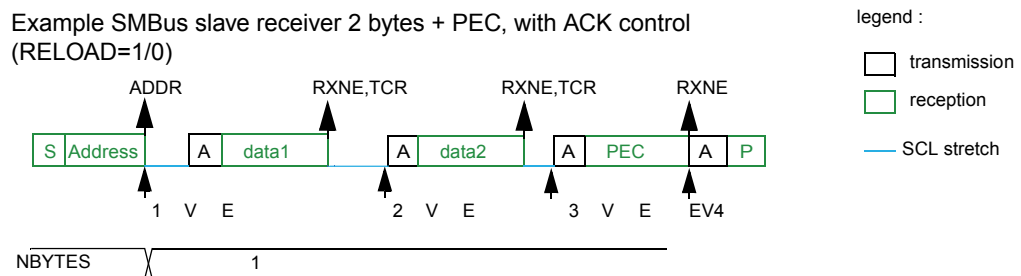 Example SMBus slave receiver 2 bytes + PEC, with ACK control
(RELOAD=1/0)
legend :
transmission
reception
SCL stretch
ADDR RXNE,TCR RXNE,TCR RXNE
S Address A data1 A data2 A PEC A P
1 V E 2 V E 3 V E EV4
NBYTES 1